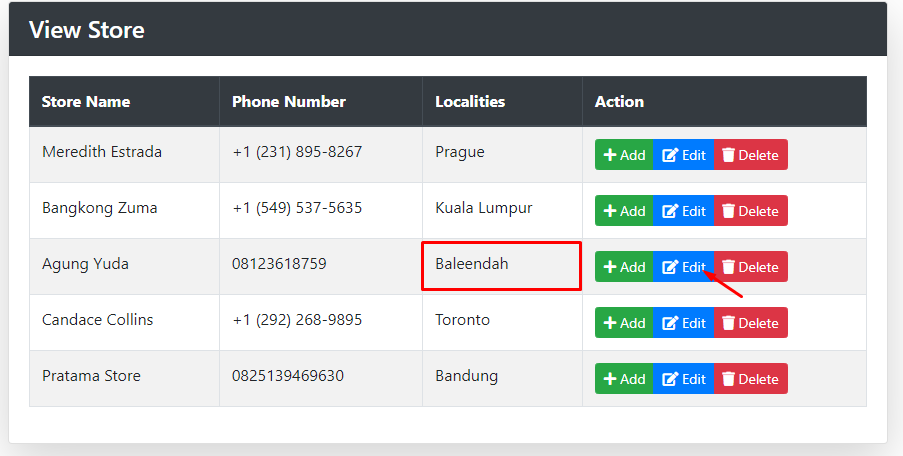 View Store
Store Name Phone Number Localities Action
Meredith Estrada +1 (231) 895-8267 Prague Add Edit Delete
Bangkong Zuma +1 (549) 537-5635 Kuala Lumpur Add Edit Delete
Agung Yuda 08123618759 Baleendah Add Edit Delete
Candace Collins +1 (292) 268-9895 Toronto Add Edit Delete
Pratama Store 0825139469630 Bandung Add Edit Delete